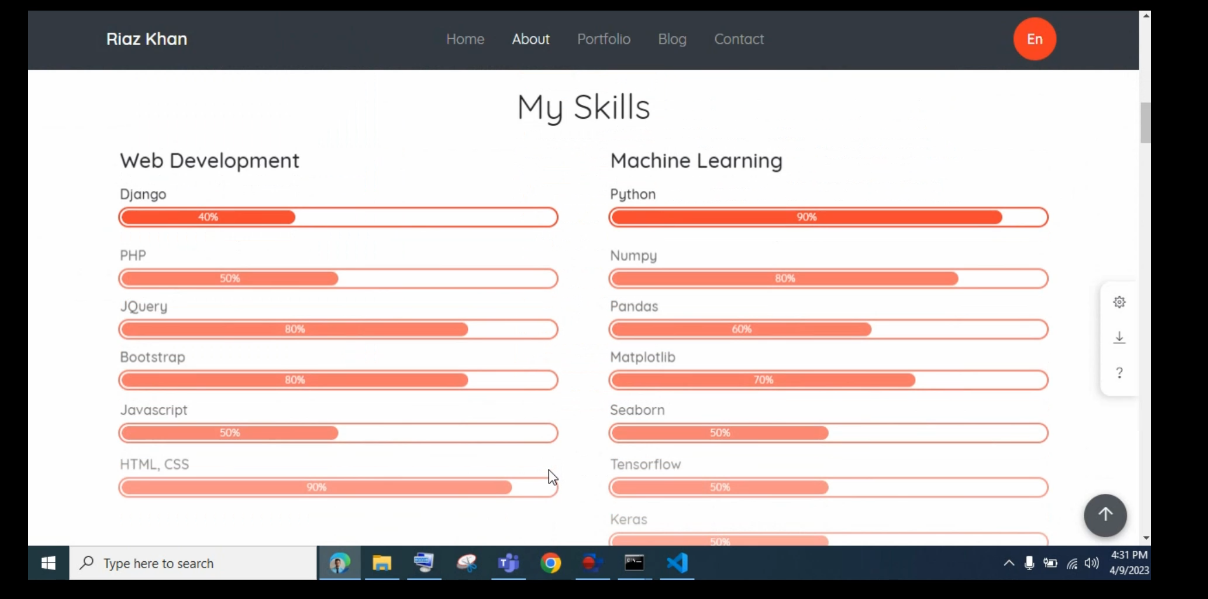 Riaz Khan
Home About Portfolio Blog Contact
En
My Skills
Web Development
Django
40%
PHP
50%
JQuery
80%
Bootstrap
80%
Javascript
50%
HTML, CSS
90%
Machine Learning
Python
90%
Numpy
80%
Pandas
60%
Matplotlib
70%
Seaborn
50%
Tensorflow
50%
Keras
50%
?
Type here to search
4:31 PM
4/9/2023